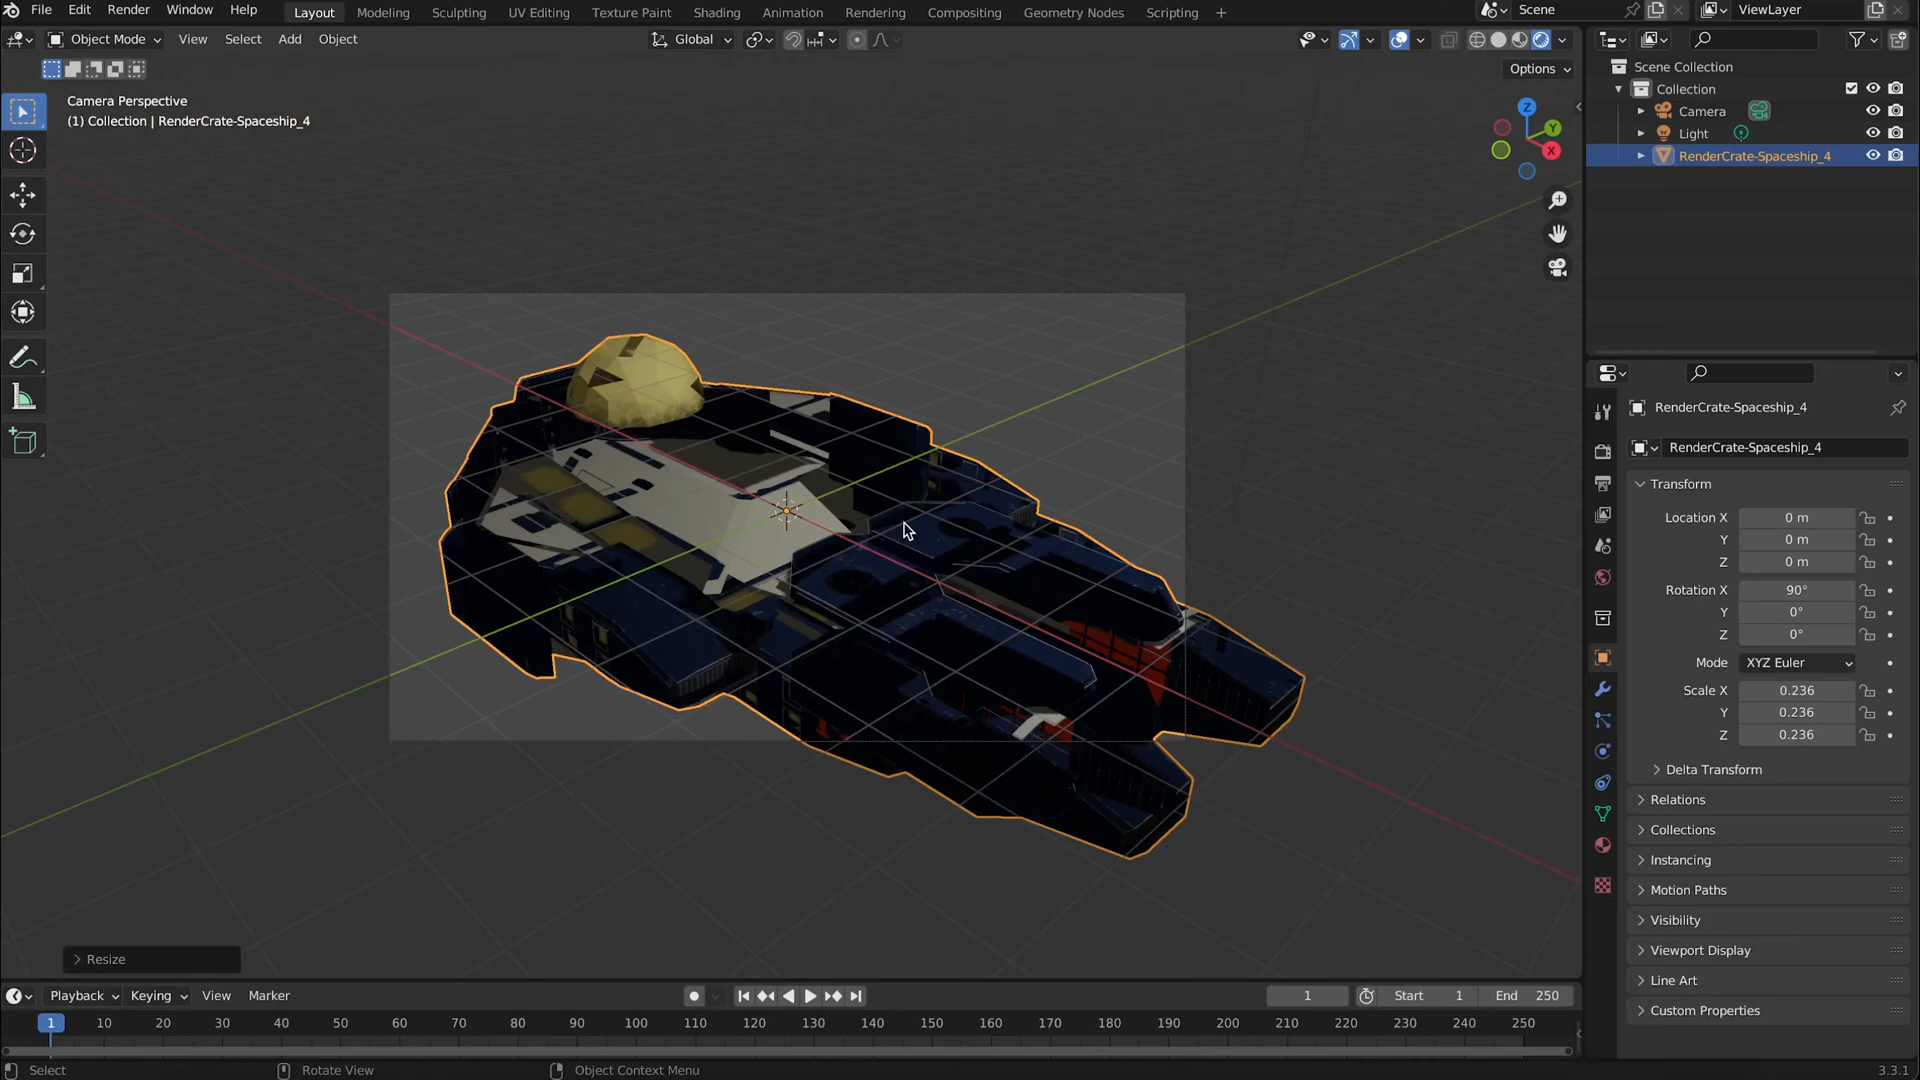 File Edit Render Window Help Layout Modeling Sculpting UV Editing Texture Paint Shading Animation Rendering Compositing Geometry Nodes Scripting + Scene ViewLayer
Object Mode View Select Add Object Global
Options
Camera Perspective
(1) Collection | RenderCrate-Spaceship_4
Z
Y
X
Scene Collection
Collection
Camera
Light
RenderCrate-Spaceship_4
RenderCrate-Spaceship_4
RenderCrate-Spaceship_4
Transform
Location X 0 m
Y 0 m
Z 0 m
Rotation X 90°
Y 0°
Z 0°
Mode XYZ Euler
Scale X 0.236
Y 0.236
Z 0.236
Delta Transform
Relations
Collections
Instancing
Motion Paths
Visibility
Viewport Display
Line Art
Custom Properties
Resize
Playback Keying View Marker 1 Start 1 End 250
1 10 20 30 40 50 60 70 80 90 100 110 120 130 140 150 160 170 180 190 200 210 220 230 240 250
Select Rotate View Object Context Menu 3.3.1